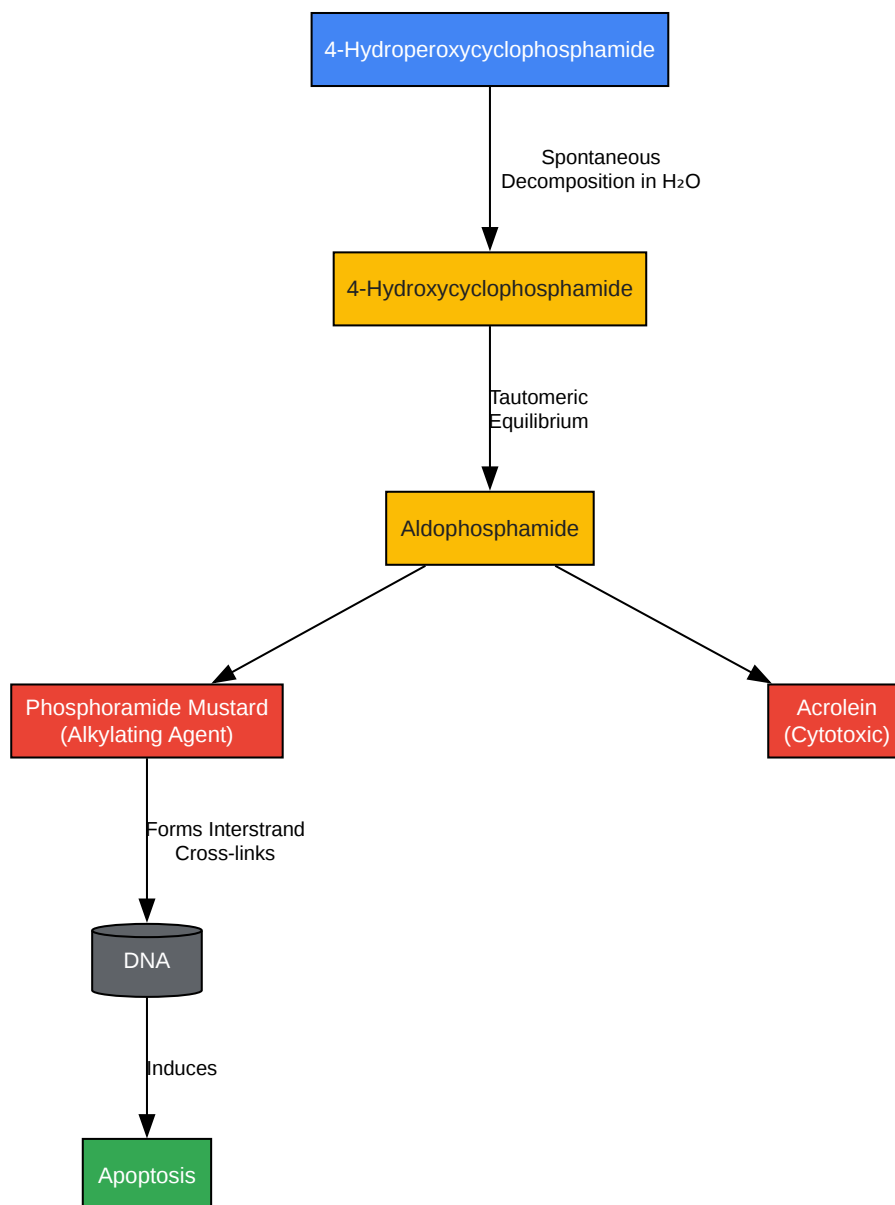 4-Hydroperoxycyclophosphamide
Spontaneous
Decomposition in H₂O
4-Hydroxycyclophosphamide
Tautomeric
Equilibrium
Aldophosphamide
Phosphoramide Mustard
(Alkylating Agent)
Acrolein
(Cytotoxic)
Forms Interstrand
Cross-links
DNA
Induces
Apoptosis